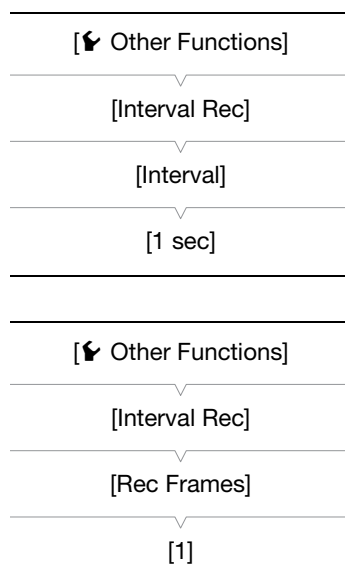 [Other Functions]
[Interval Rec]
[Interval]
[1 sec]
[Other Functions]
[Interval Rec]
[Rec Frames]
[1]